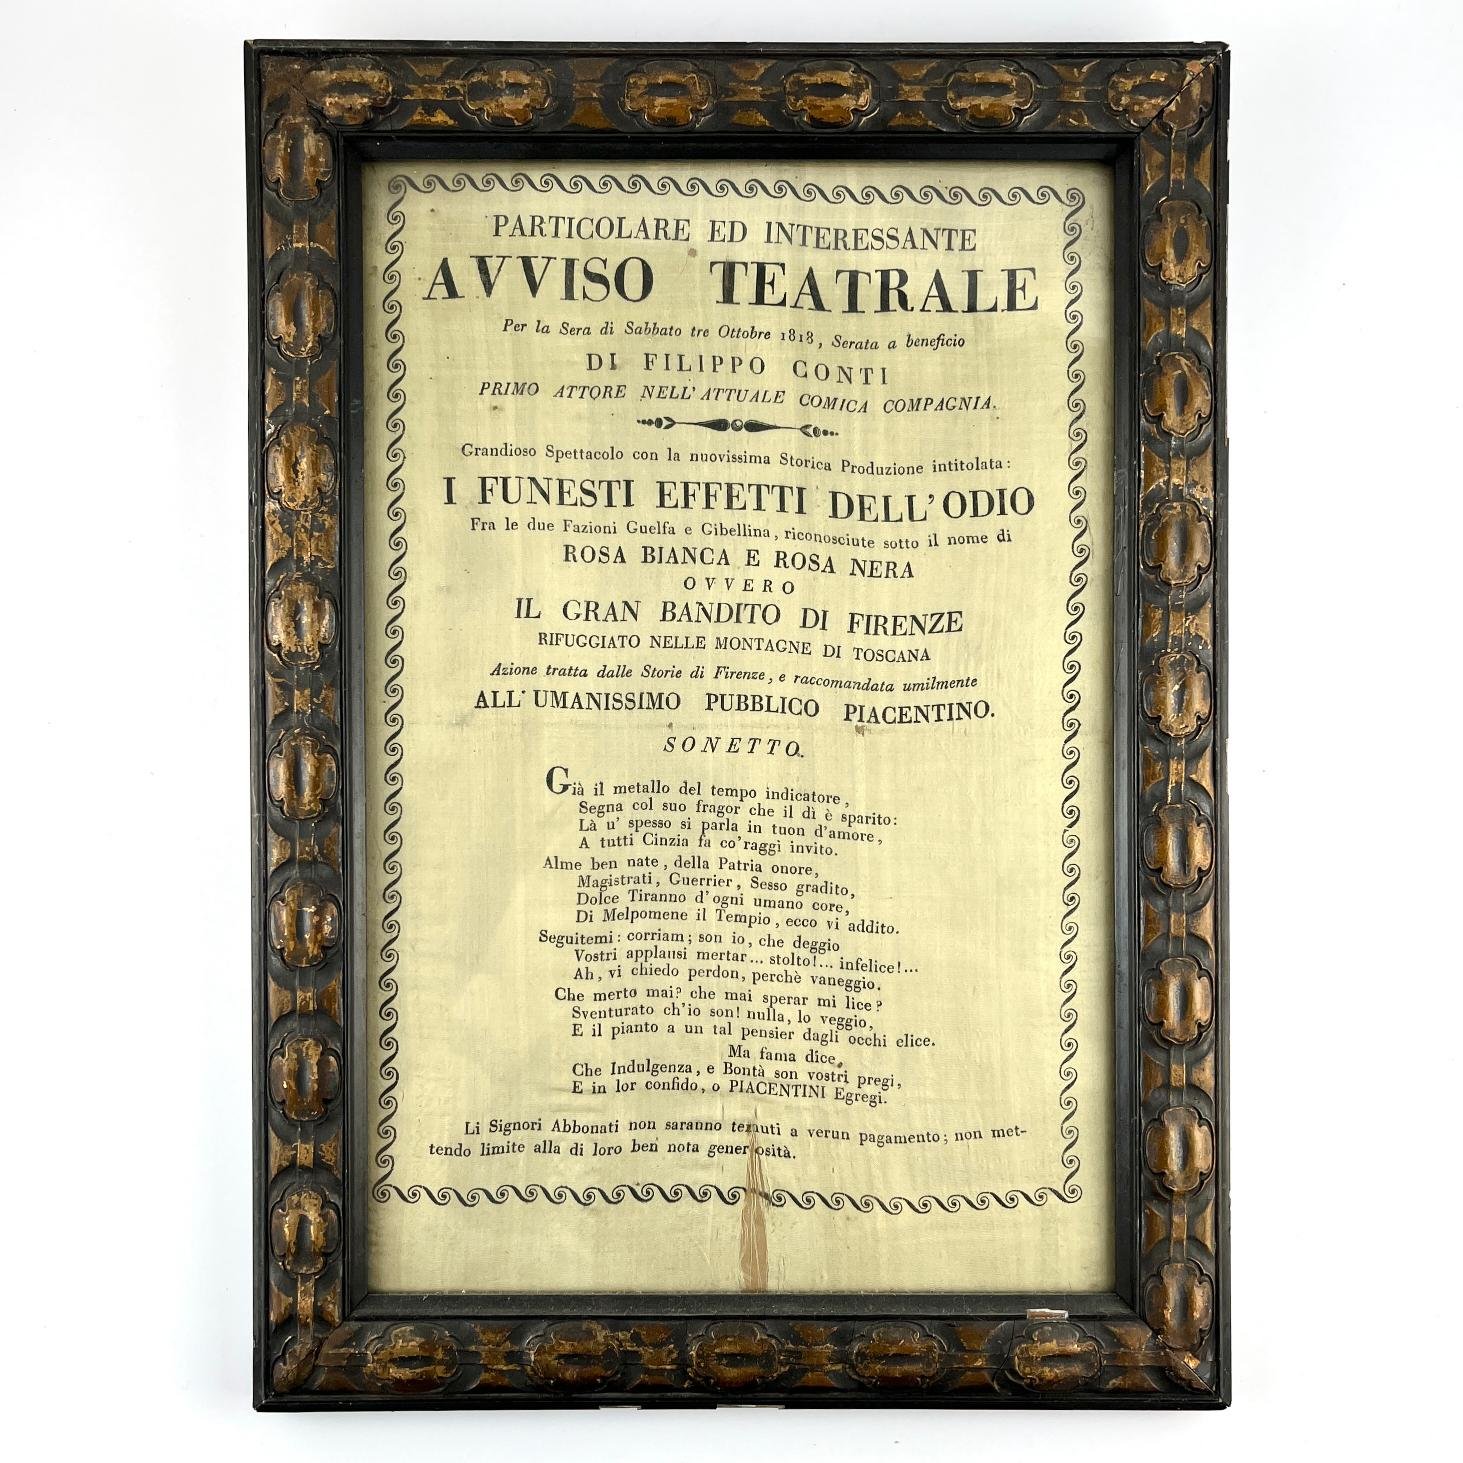 PARTICOLARE ED INTERESSANTE
AVVISO TEATRALE
Per la Sera di Sabbato tre Ottobre 1818, Serata a beneficio
DI FILIPPO CONTI
PRIMO ATTORE NELL'ATTUALE COMICA COMPAGNIA.
Grandioso Spettacolo con la nuovissima Storica Produzione intitolata:
I FUNESTI EFFETTI DELL'ODIO
Fra le due Fazioni Guelfa e Gibellina, riconosciute sotto il nome di
ROSA BIANCA E ROSA NERA
OVVERO
IL GRAN BANDITO DI FIRENZE
RIFUGGIATO NELLE MONTAGNE DI TOSCANA
Azione tratta dalle Storie di Firenze, e raccomandata umilmente
ALL'UMANISSIMO PUBBLICO PIACENTINO.
SONETTO.
Già il metallo del tempo indicatore,
Segna col suo fragor che il dì è sparito:
Là u' spesso si parla in tuon d'amore,
A tutti Cinzia fa co'raggi invito.
Alme ben nate, della Patria onore,
Magistrati, Guerrier, Sesso gradito,
Dolce Tiranno d'ogni umano core,
Di Melpomene il Tempio, ecco vi addito.
Seguitemi: corriam; son io, che deggio
Vostri applausi mertar... stolto!... infelice!...
Ah, vi chiedo perdon, perchè vaneggio.
Che merto mai? che mai sperar mi lice?
Sventurato ch'io son! nulla, lo veggio,
E il pianto a un tal pensier dagli occhi elice.
Ma fama dice,
Che Indulgenza, e Bontà son vostri pregi,
E in lor confido, o PIACENTINI Egregi.
Li Signori Abbonati non saranno tenuti a verun pagamento; non met-
tendo limite alla di loro ben nota generosità.